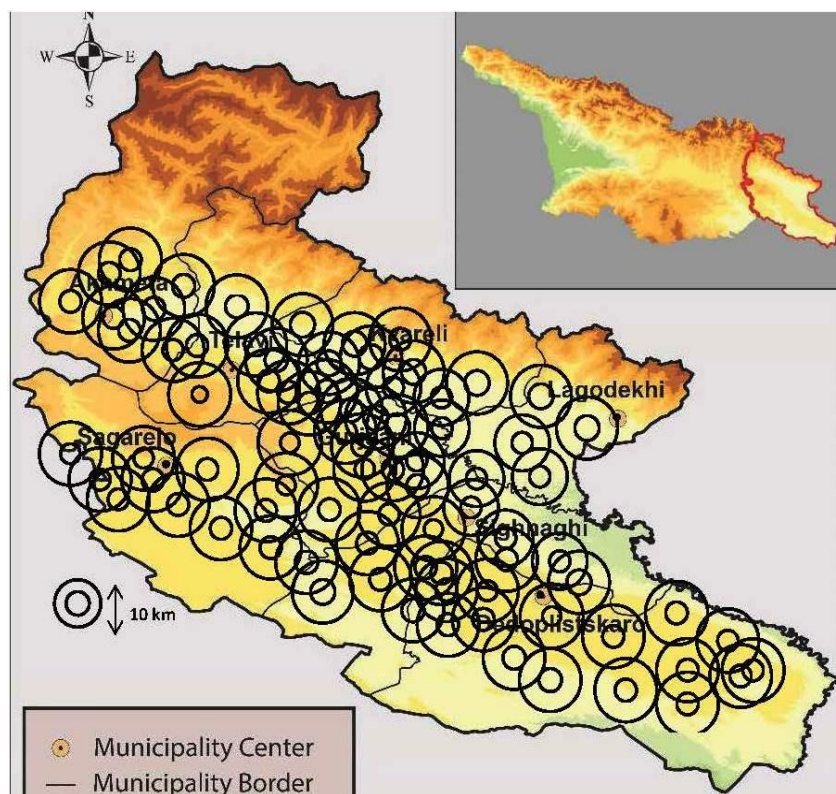 N
W E
S
Akhmeta
Telavi
Kvareli
Lagodekhi
Sagarejo
Gurjaani
Sighnaghi
10 km
Dedoplistskaro
Municipality Center
Municipality Border